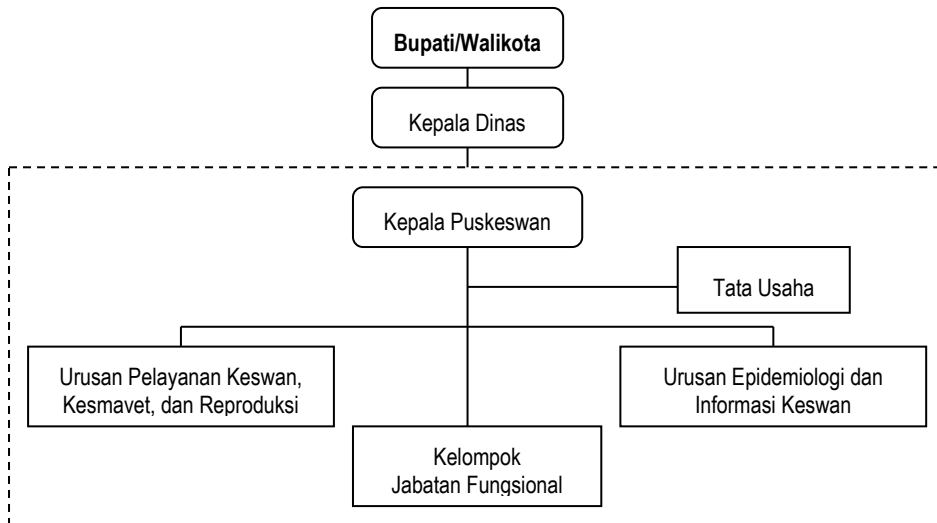 Bupati/Walikota
Kepala Dinas
Kepala Puskeswan
Tata Usaha
Urusan Pelayanan Keswan,
Kesmavet, dan Reproduksi
Urusan Epidemiologi dan
Informasi Keswan
Kelompok
Jabatan Fungsional